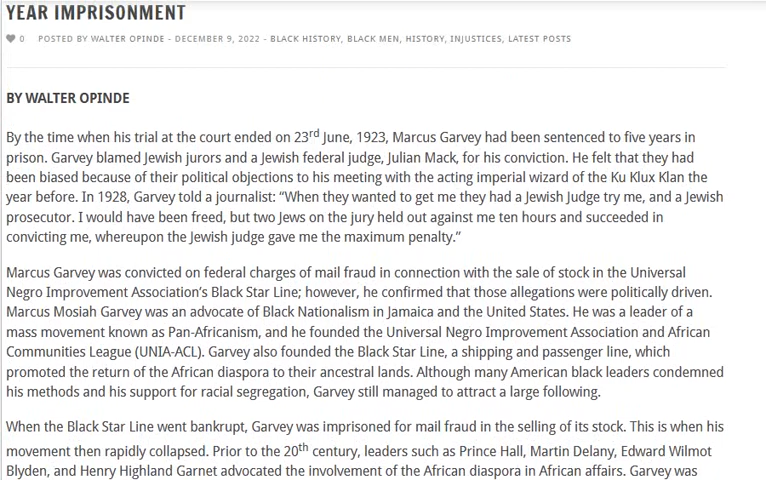 YEAR IMPRISONMENT
0 POSTED BY WALTER OPINDE - DECEMBER 9, 2022 - BLACK HISTORY, BLACK MEN, HISTORY, INJUSTICES, LATEST POSTS
BY WALTER OPINDE
By the time when his trial at the court ended on 23rd June, 1923, Marcus Garvey had been sentenced to five years in
prison. Garvey blamed Jewish jurors and a Jewish federal judge, Julian Mack, for his conviction. He felt that they had
been biased because of their political objections to his meeting with the acting imperial wizard of the Ku Klux Klan the
year before. In 1928, Garvey told a journalist: “When they wanted to get me they had a Jewish Judge try me, and a Jewish
prosecutor. I would have been freed, but two Jews on the jury held out against me ten hours and succeeded in
convicting me, whereupon the Jewish judge gave me the maximum penalty.”
Marcus Garvey was convicted on federal charges of mail fraud in connection with the sale of stock in the Universal
Negro Improvement Association’s Black Star Line; however, he confirmed that those allegations were politically driven.
Marcus Mosiah Garvey was an advocate of Black Nationalism in Jamaica and the United States. He was a leader of a
mass movement known as Pan-Africanism, and he founded the Universal Negro Improvement Association and African
Communities League (UNIA-ACL). Garvey also founded the Black Star Line, a shipping and passenger line, which
promoted the return of the African diaspora to their ancestral lands. Although many American black leaders condemned
his methods and his support for racial segregation, Garvey still managed to attract a large following.
When the Black Star Line went bankrupt, Garvey was imprisoned for mail fraud in the selling of its stock. This is when his
movement then rapidly collapsed. Prior to the 20th century, leaders such as Prince Hall, Martin Delany, Edward Wilmot
Blyden, and Henry Highland Garnet advocated the involvement of the African diaspora in African affairs. Garvey was